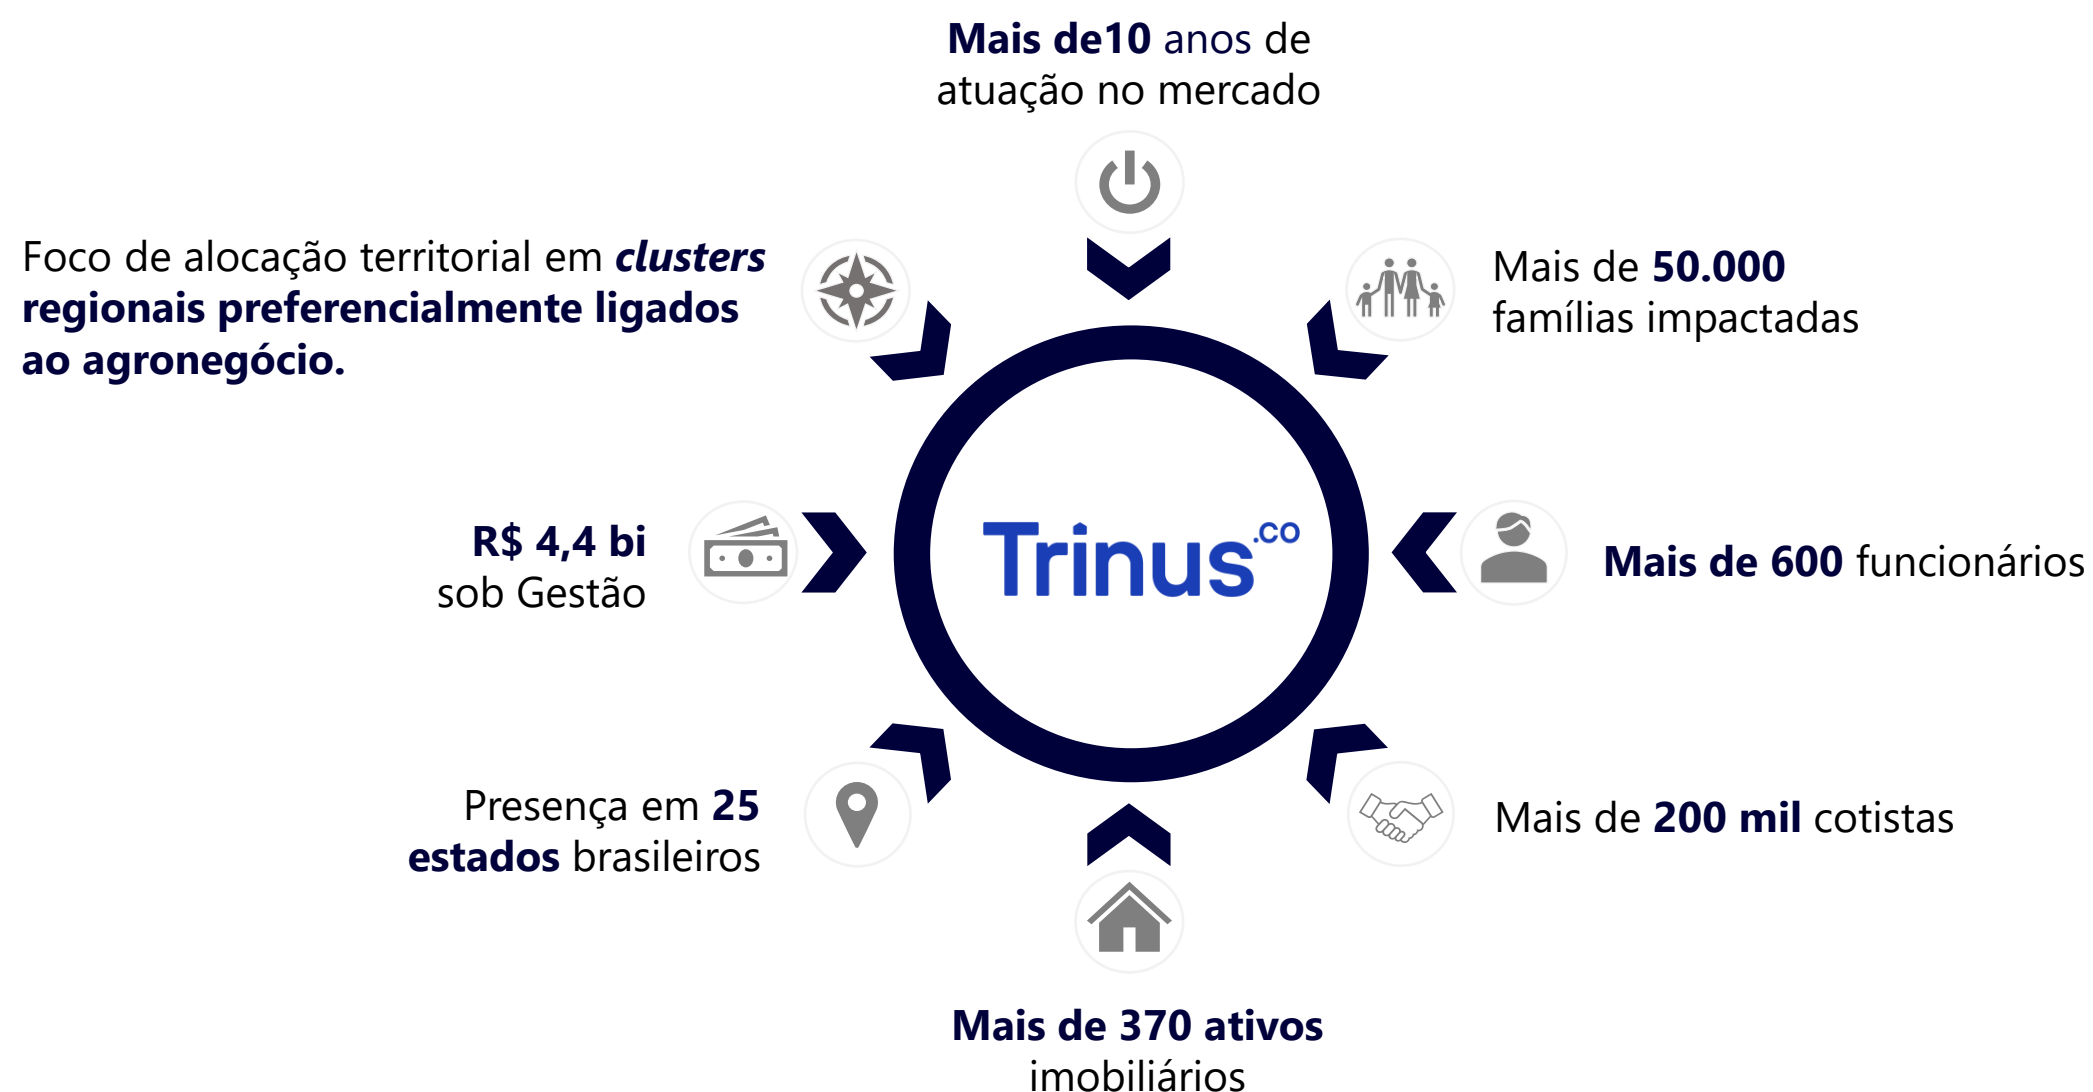 Mais de10 anos de
atuação no mercado
Foco de alocação territorial em clusters
regionais preferencialmente ligados
ao agronegócio.
Mais de 50.000
famílias impactadas
R$ 4,4 bi
sob Gestão
Trinus.co
Mais de 600 funcionários
Presença em 25
estados brasileiros
Mais de 200 mil cotistas
Mais de 370 ativos
imobiliários